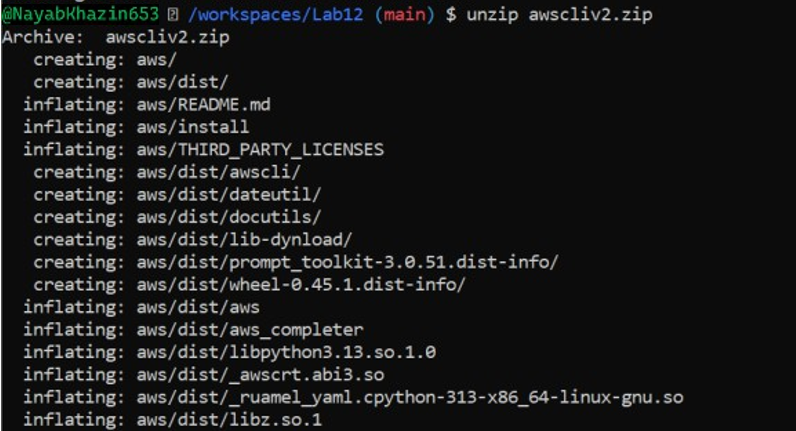 @NayabKhazin653 /workspaces/Lab12 (main) $ unzip awscliv2.zip
Archive:  awscliv2.zip
   creating: aws/
   creating: aws/dist/
  inflating: aws/README.md
  inflating: aws/install
  inflating: aws/THIRD_PARTY_LICENSES
   creating: aws/dist/awscli/
   creating: aws/dist/dateutil/
   creating: aws/dist/docutils/
   creating: aws/dist/lib-dynload/
   creating: aws/dist/prompt_toolkit-3.0.51.dist-info/
   creating: aws/dist/wheel-0.45.1.dist-info/
  inflating: aws/dist/aws
  inflating: aws/dist/aws_completer
  inflating: aws/dist/libpython3.13.so.1.0
  inflating: aws/dist/_awscrt.abi3.so
  inflating: aws/dist/_ruamel_yaml.cpython-313-x86_64-linux-gnu.so
  inflating: aws/dist/libz.so.1